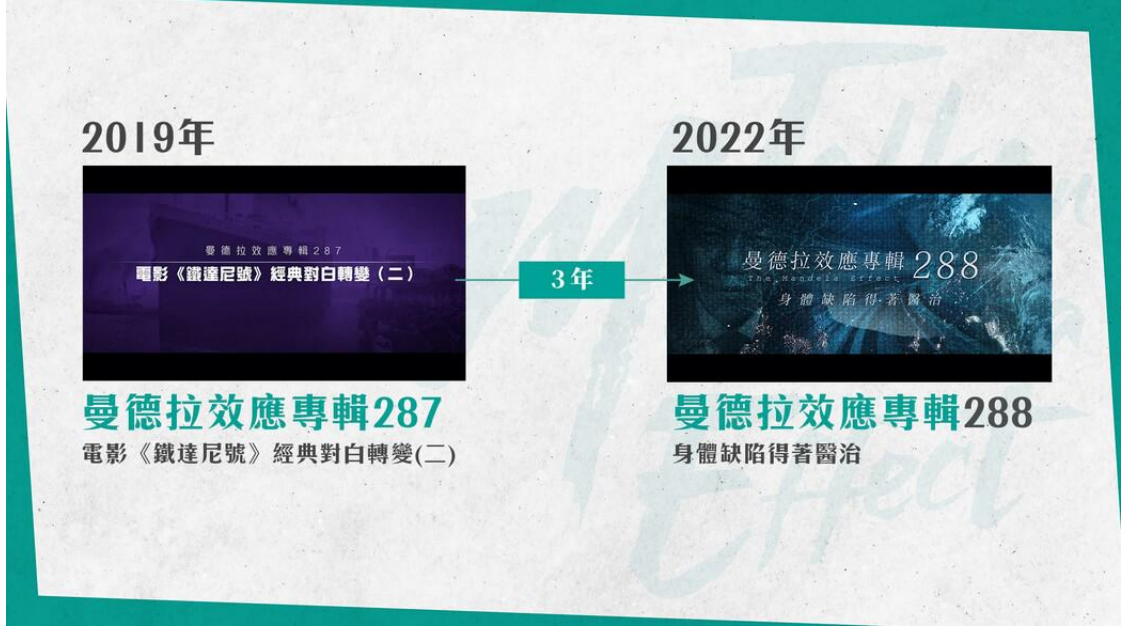 2019年
曼德拉效應專輯287
電影《鐵達尼號》經典對白轉變（二）
曼德拉效應專輯287
電影《鐵達尼號》經典對白轉變(二)
3年
2022年
曼德拉效應專輯288
The Mandela Effect
身體缺陷得著醫治
曼德拉效應專輯288
身體缺陷得著醫治